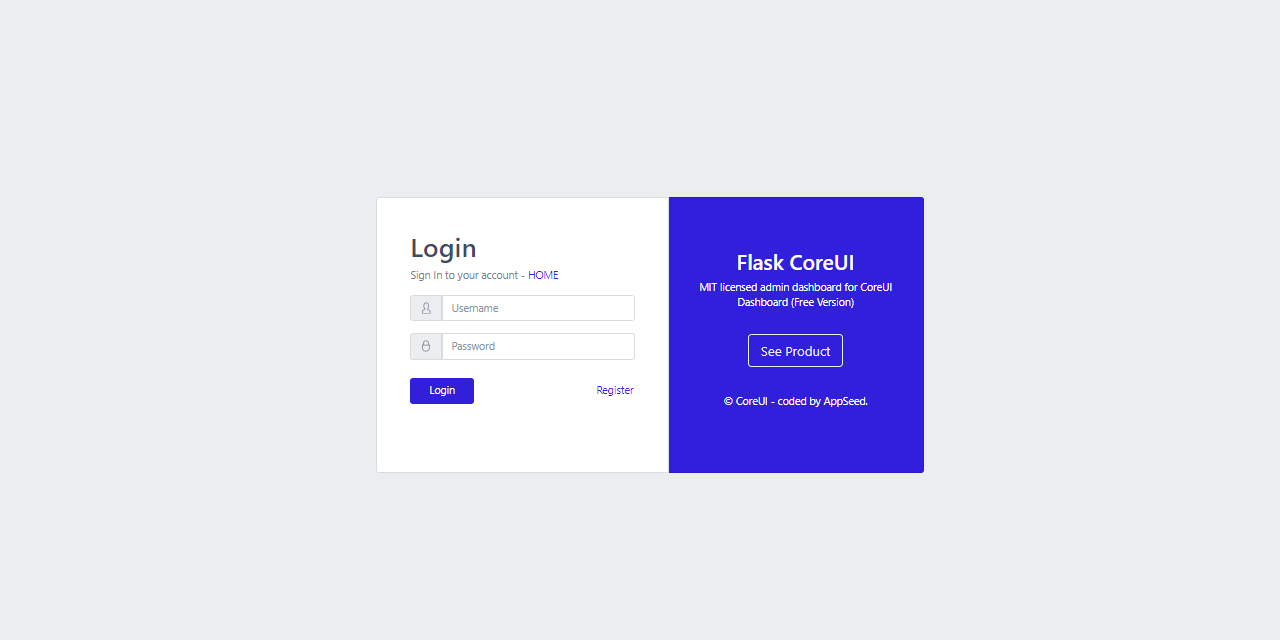 Login
Sign In to your account - HOME
Username
Password
Login
Register
Flask CoreUI
MIT licensed admin dashboard for CoreUI
Dashboard (Free Version)
See Product
© CoreUI - coded by AppSeed.